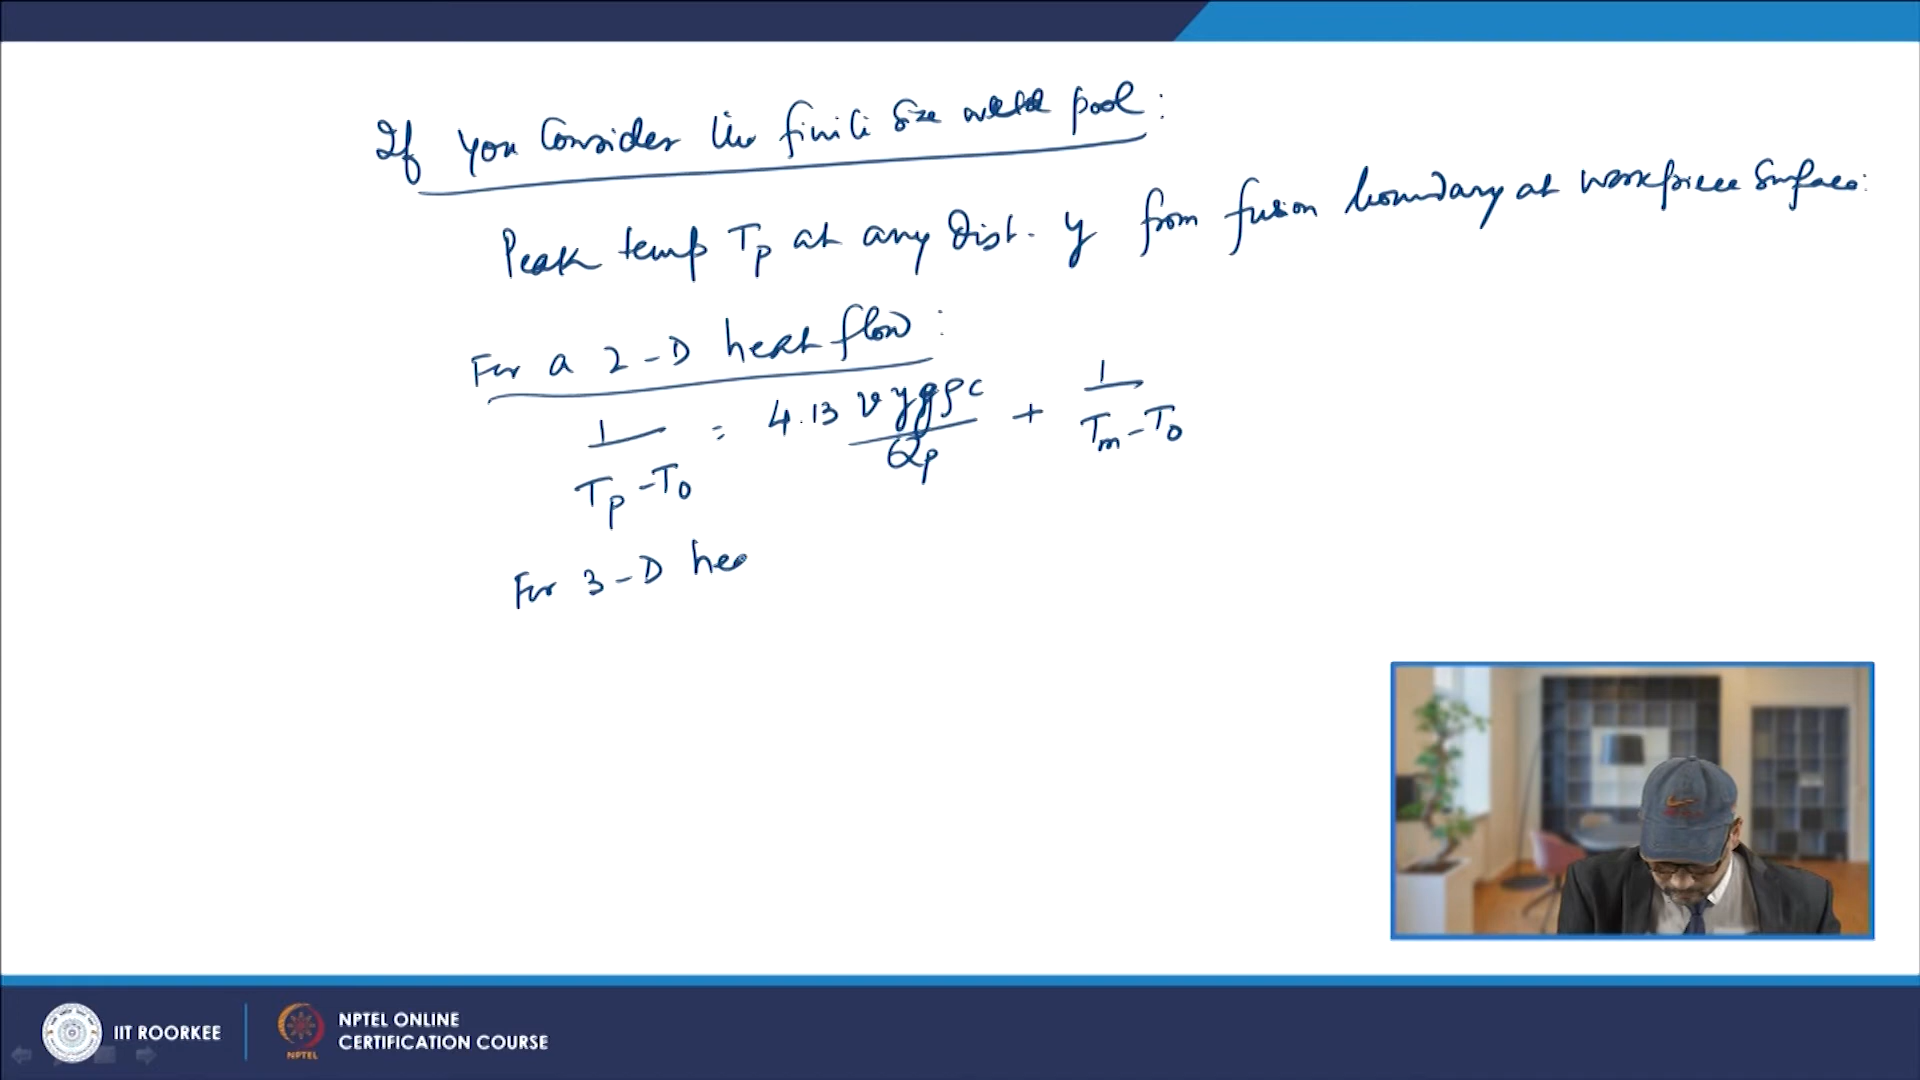 If you Consider the finite size weld pool:
Peak temp Tp at any Dist. y from fusion boundary at workpiece Surface:
For a 2-D heat flow:
1/(Tp-T0) = 4.13 v y g ρ c/Qp + 1/(Tm-T0)
For 3-D hea
IIT ROORKEE
NPTEL
NPTEL ONLINE
CERTIFICATION COURSE